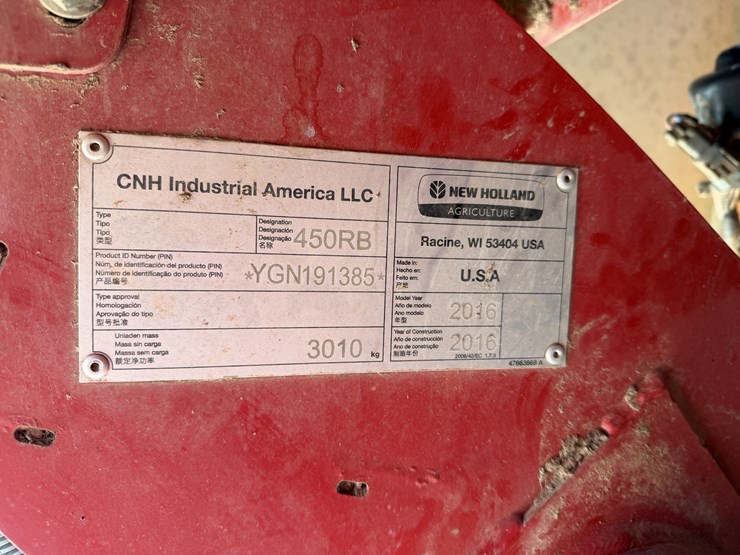 CNH Industrial America LLC
Type
Tipo
Tipo
类型
Designation
Designación
Designação
名称
450RB
Product ID Number (PIN)
Núm. de identificación del producto (PIN)
Número de identificação do produto (PIN)
产品编号
*YGN191385*
Type approval
Homologación
Aprovação do tipo
型号批准
Unladen mass
Masa sin carga
Massa sem carga
额定净功率
3010 kg
NEW HOLLAND
AGRICULTURE
Racine, WI 53404 USA
Made in:
Hecho en:
Feito em:
产地
U.S.A
Model Year
Año de modelo
Ano modelo
年型
2016
Year of Construction
Año de construcción
Ano de construção
制造年份
2016
2006/42/EC 1.7.3
47863868 A